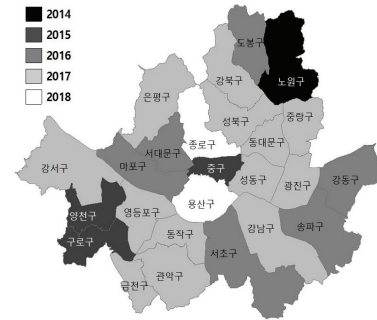 2014
2015
2016
2017
2018
도봉구
노원구
강북구
은평구
성북구
중랑구
종로구
동대문구
서대문구
강서구
마포구
중구
성동구
광진구
강동구
양천구
영등포구
용산구
구로구
동작구
강남구
송파구
서초구
금천구
관악구